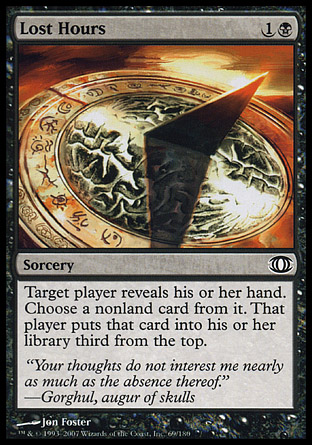 Lost Hours 1
Sorcery
Target player reveals his or her hand.
Choose a nonland card from it. That
player puts that card into his or her
library third from the top.
“Your thoughts do not interest me nearly
as much as the absence thereof.”
—Gorghul, augur of skulls
Jon Foster
™ & © 1993–2007 Wizards of the Coast, Inc. 69/180